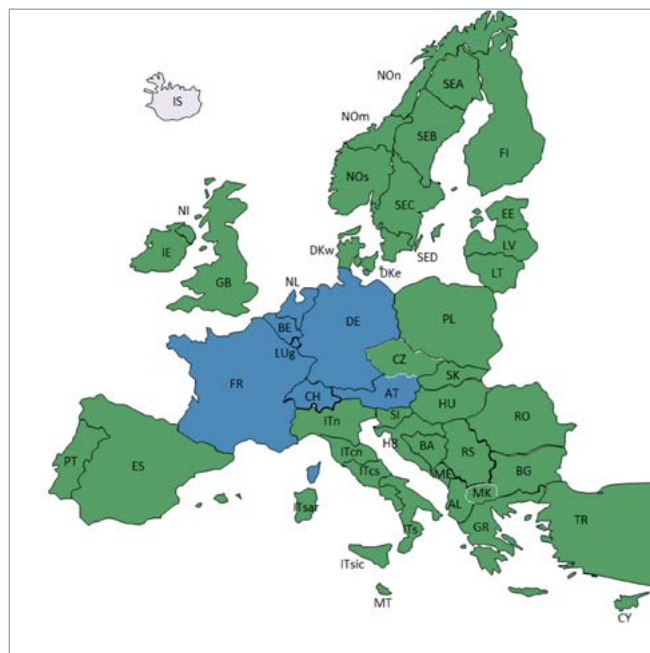 NOn
SEA
IS
NOm
SEB
FI
NOs
SEC
NI
EE
IE
DKw
LV
SED
LT
DKe
GB
NL
BE
DE
PL
LUg
CZ
FR
SK
CH
AT
HU
SI
RO
ITn
HR
BA
RS
ITcn
PT
ES
ITcs
ME
BG
MK
AL
ITsar
TR
GR
ITs
ITsic
MT
CY